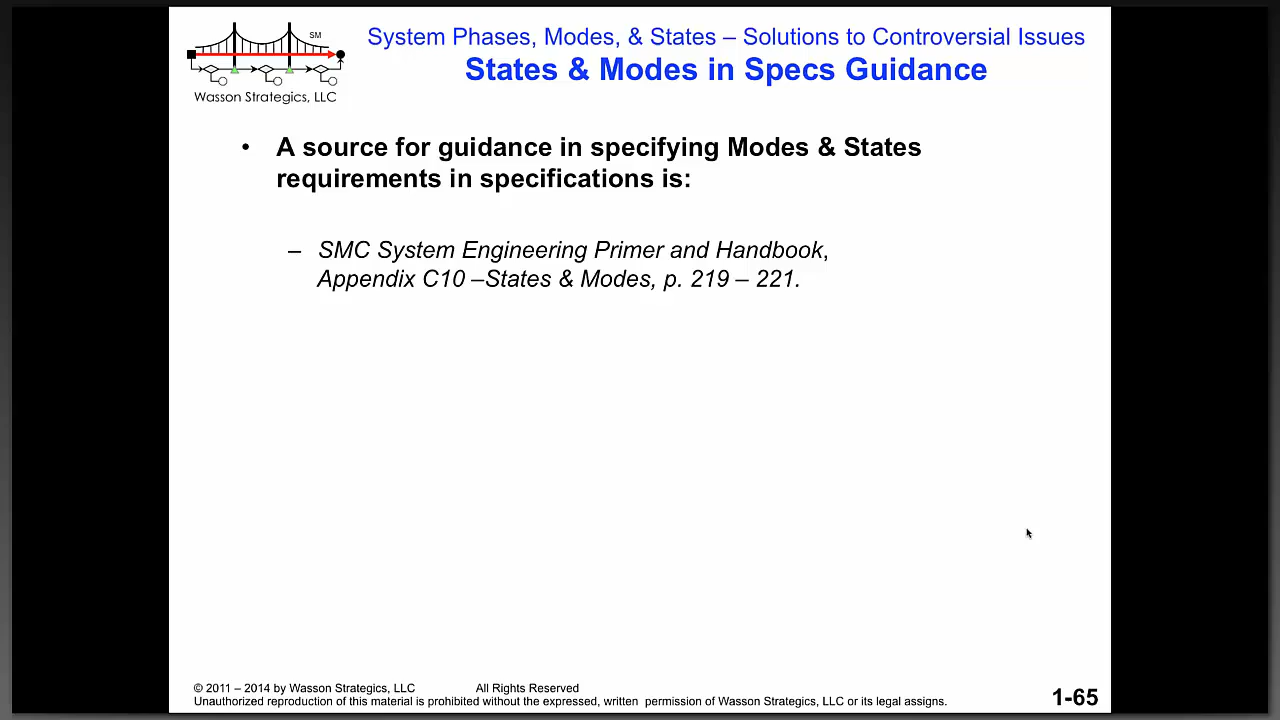 SM
Wasson Strategics, LLC
System Phases, Modes, & States – Solutions to Controversial Issues
States & Modes in Specs Guidance
• A source for guidance in specifying Modes & States
requirements in specifications is:
– SMC System Engineering Primer and Handbook,
Appendix C10 –States & Modes, p. 219 – 221.
© 2011 – 2014 by Wasson Strategics, LLC All Rights Reserved
Unauthorized reproduction of this material is prohibited without the expressed, written permission of Wasson Strategics, LLC or its legal assigns.
1-65